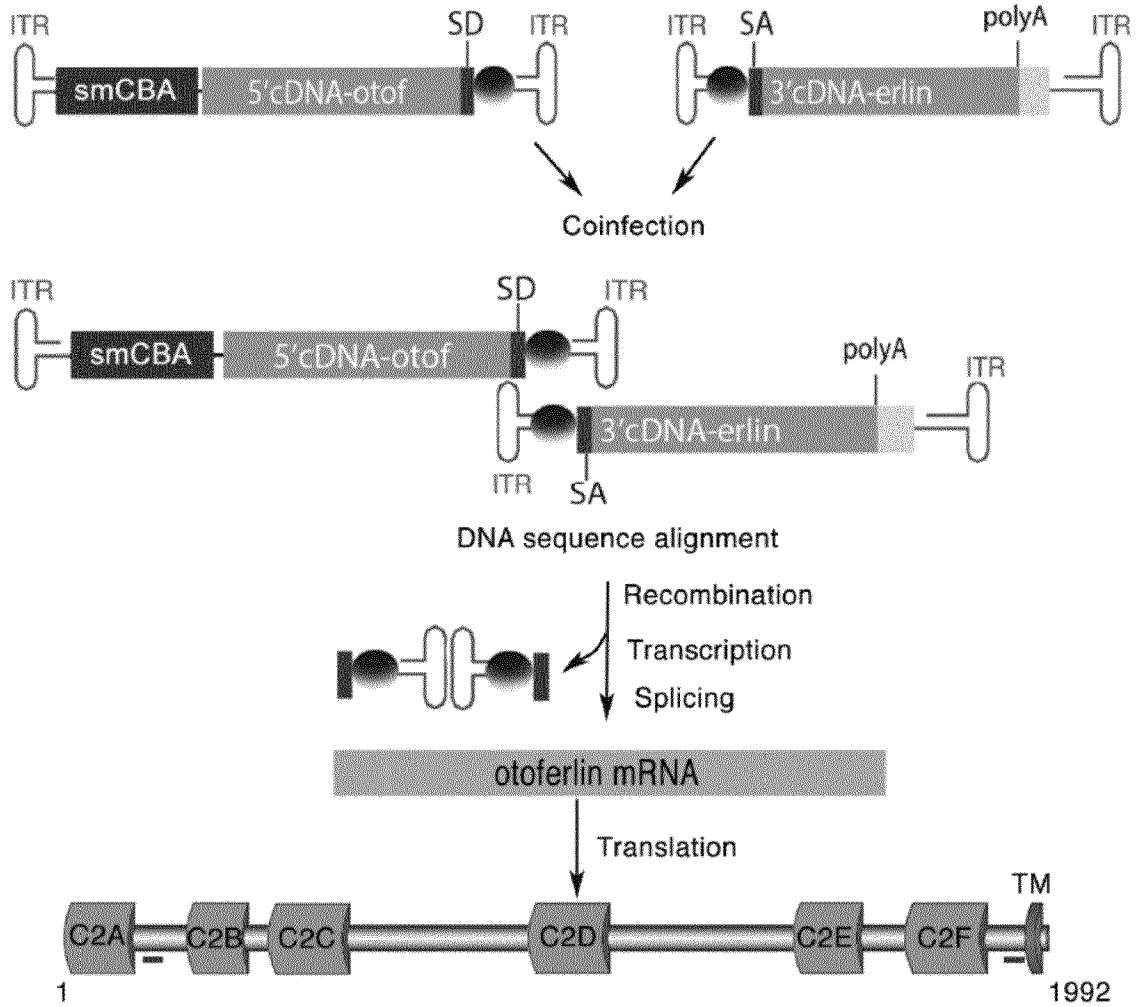 ITR SD ITR
smCBA 5'cDNA-otof
ITR SA polyA ITR
3'cDNA-erlin
Coinfection
ITR SD ITR
smCBA 5'cDNA-otof
polyA ITR
3'cDNA-erlin
ITR SA
DNA sequence alignment
Recombination
Transcription
Splicing
otoferlin mRNA
Translation
TM
C2A C2B C2C C2D C2E C2F
1 1992